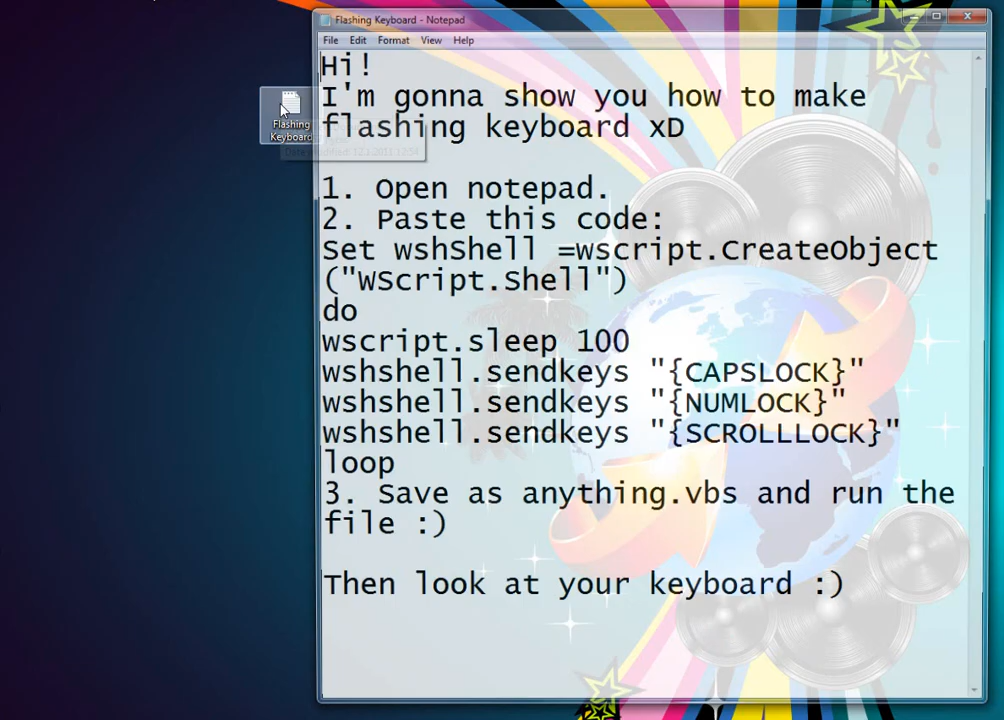 Flashing Keyboard - Notepad
File Edit Format View Help
Hi!
I'm gonna show you how to make
flashing keyboard xD
Flashing
Keyboard
1. Open notepad.
2. Paste this code:
Set wshShell =wscript.CreateObject
("WScript.Shell")
do
wscript.sleep 100
wshshell.sendkeys "{CAPSLOCK}"
wshshell.sendkeys "{NUMLOCK}"
wshshell.sendkeys "{SCROLLLOCK}"
loop
3. Save as anything.vbs and run the
file :)
Then look at your keyboard :)